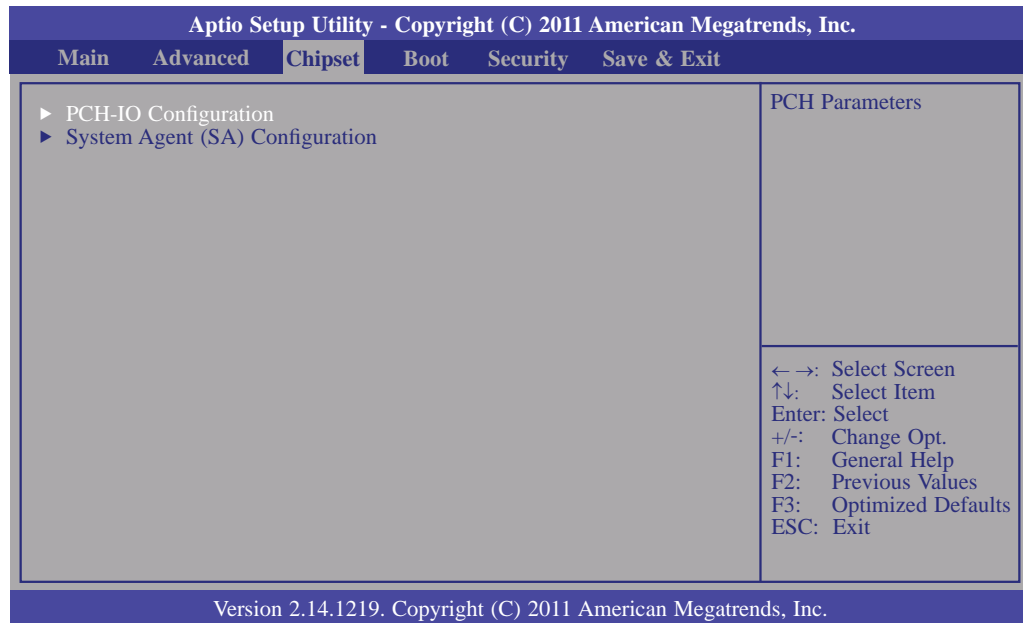 Aptio Setup Utility - Copyright (C) 2011 American Megatrends, Inc.
Main Advanced Chipset Boot Security Save & Exit
► PCH-IO Configuration
► System Agent (SA) Configuration
PCH Parameters
← →: Select Screen
↑↓: Select Item
Enter: Select
+/-: Change Opt.
F1: General Help
F2: Previous Values
F3: Optimized Defaults
ESC: Exit
Version 2.14.1219. Copyright (C) 2011 American Megatrends, Inc.